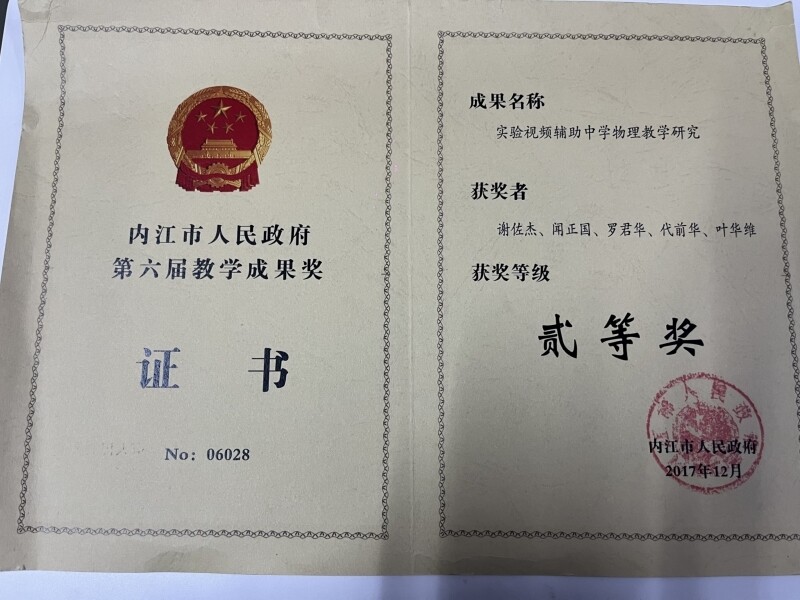 内江市人民政府
第六届教学成果奖
证 书
No: 06028
成果名称
实验视频辅助中学物理教学研究
获奖者
谢佐杰、闻正国、罗君华、代前华、叶华维
获奖等级
贰等奖
内江市人民政府
2017年12月